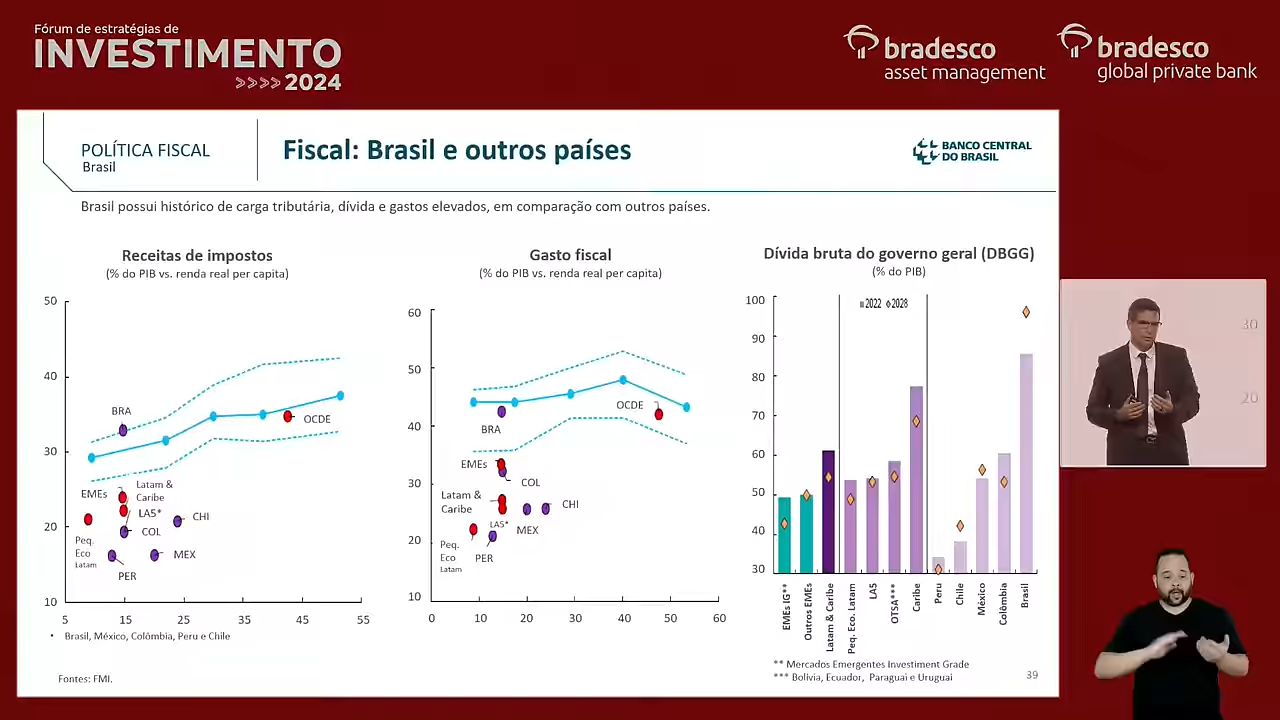 Fórum de estratégias de
INVESTIMENTO
>>>> 2024
bradesco
asset management
bradesco
global private bank
POLÍTICA FISCAL
Brasil
Fiscal: Brasil e outros países
BANCO CENTRAL
DO BRASIL
Brasil possui histórico de carga tributária, dívida e gastos elevados, em comparação com outros países.
Receitas de impostos
(% do PIB vs. renda real per capita)
50
40
30
20
10
5
15
25
35
45
55
BRA
OCDE
EMEs
Latam &
Caribe
LA5*
COL
CHI
MEX
PER
Peq.
Eco
Latam
* Brasil, México, Colômbia, Peru e Chile
Fontes: FMI.
Gasto fiscal
(% do PIB vs. renda real per capita)
60
50
40
30
20
10
0
10
20
30
40
50
60
OCDE
BRA
EMEs
COL
Latam &
Caribe
LA5*
CHI
MEX
PER
Peq.
Eco
Latam
Dívida bruta do governo geral (DBGG)
(% do PIB)
2022 2028
100
90
80
70
60
50
40
30
EMEs IG**
Outros EMEs
Latam & Caribe
Peq. Eco. Latam
LA5
OTSA***
Caribe
Peru
Chile
México
Colômbia
Brasil
** Mercados Emergentes Investiment Grade
*** Bolívia, Ecuador, Paraguai e Uruguai
39
30
20